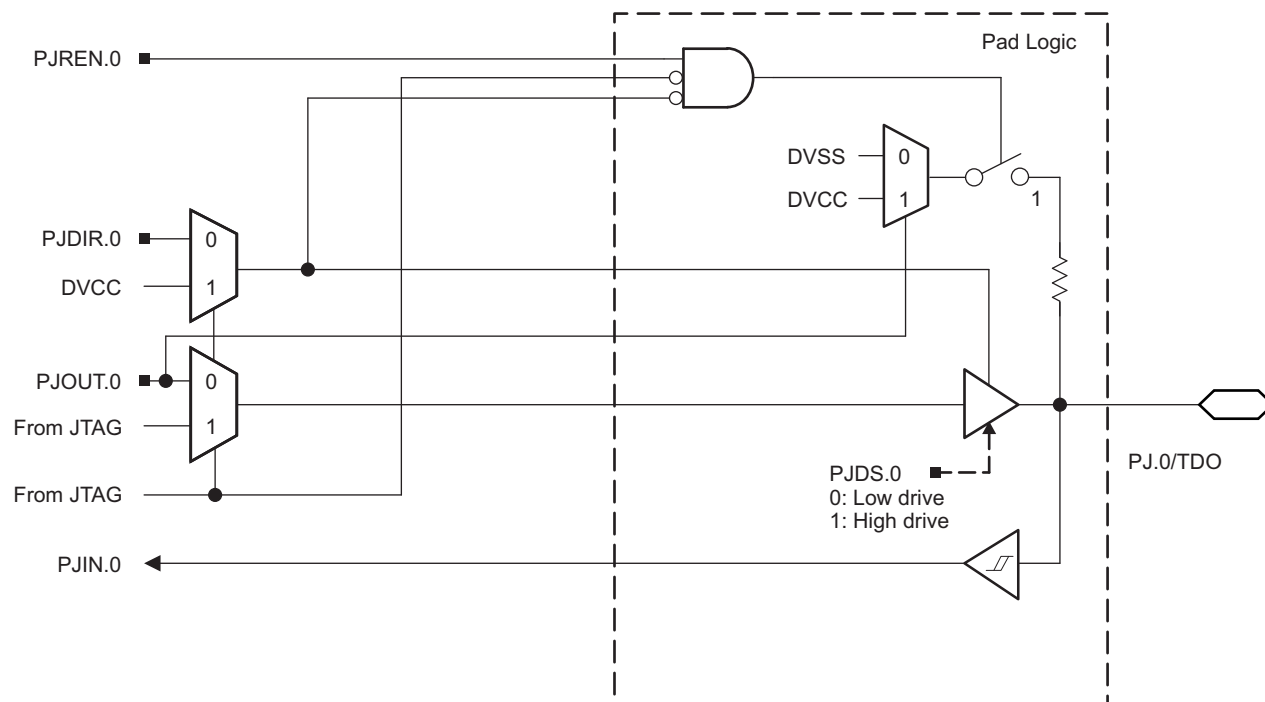 Pad Logic
PJREN.0
DVSS
0
DVCC
1
1
PJDIR.0
0
DVCC
1
PJOUT.0
0
From JTAG
1
From JTAG
PJDS.0
0: Low drive
1: High drive
PJ.0/TDO
PJIN.0